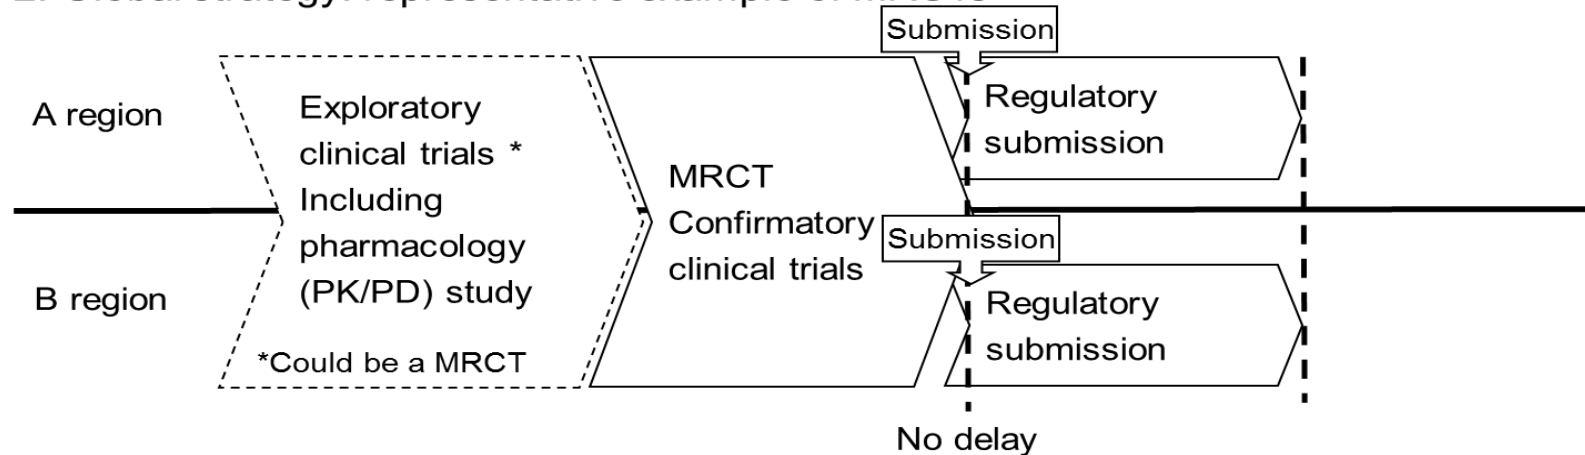 Submission
A region
Exploratory
clinical trials *
Including
pharmacology
(PK/PD) study
*Could be a MRCT
MRCT
Confirmatory
clinical trials
Regulatory
submission
B region
Submission
Regulatory
submission
No delay